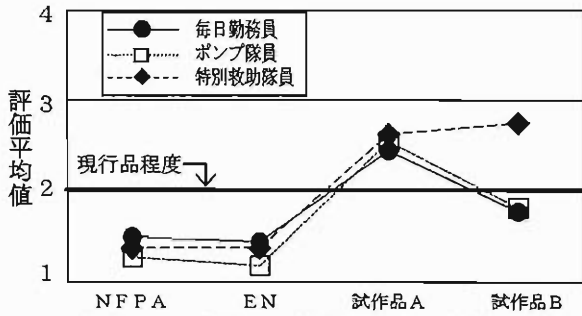 4
毎日勤務員
ポンプ隊員
特別救助隊員
3
評価平均値
現行品程度
2
1
NFPA
EN
試作品A
試作品B